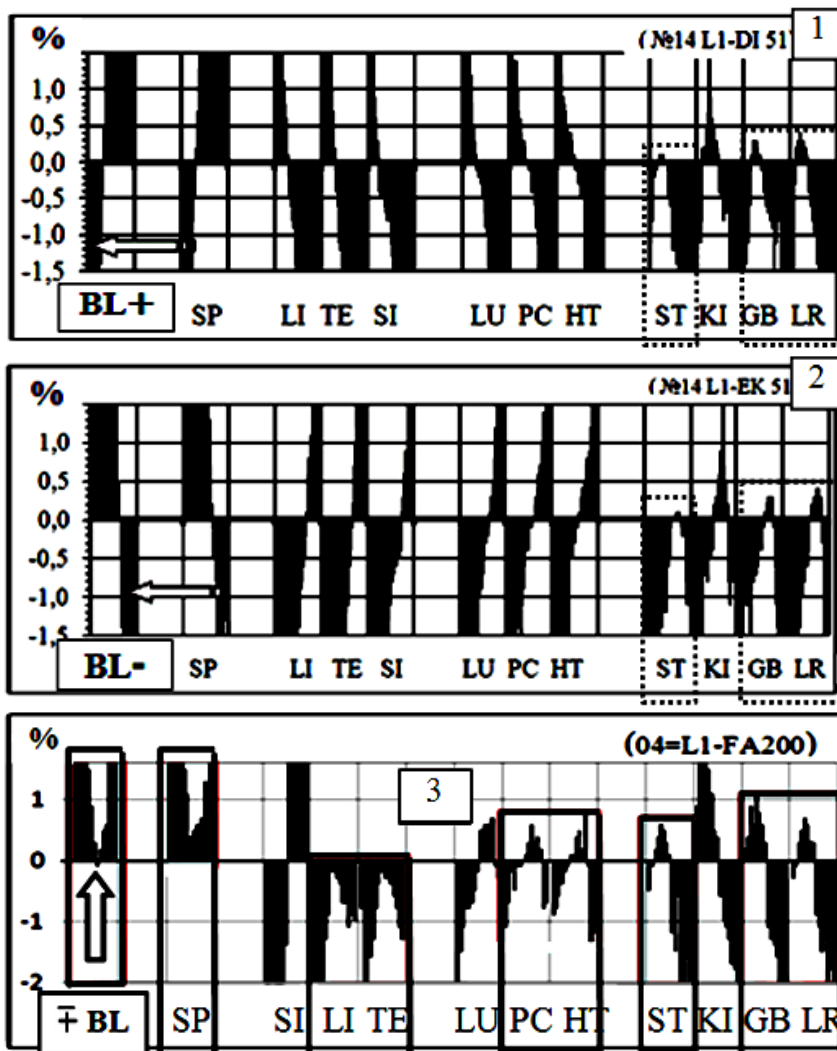 % (№14 L1-DI 51) 1
1,0
0,5
0,0
-0,5
-1,0
-1,5
BL+ SP LI TE SI LU PC HT ST KI GB LR
% (№14 L1-EK 51 2
1,0
0,5
0,0
-0,5
-1,0
-1,5
BL- SP LI TE SI LU PC HT ST KI GB LR
% (04=L1-FA200)
3
1
0
-1
-2
∓ BL SP SI LI TE LU PC HT ST KI GB LR